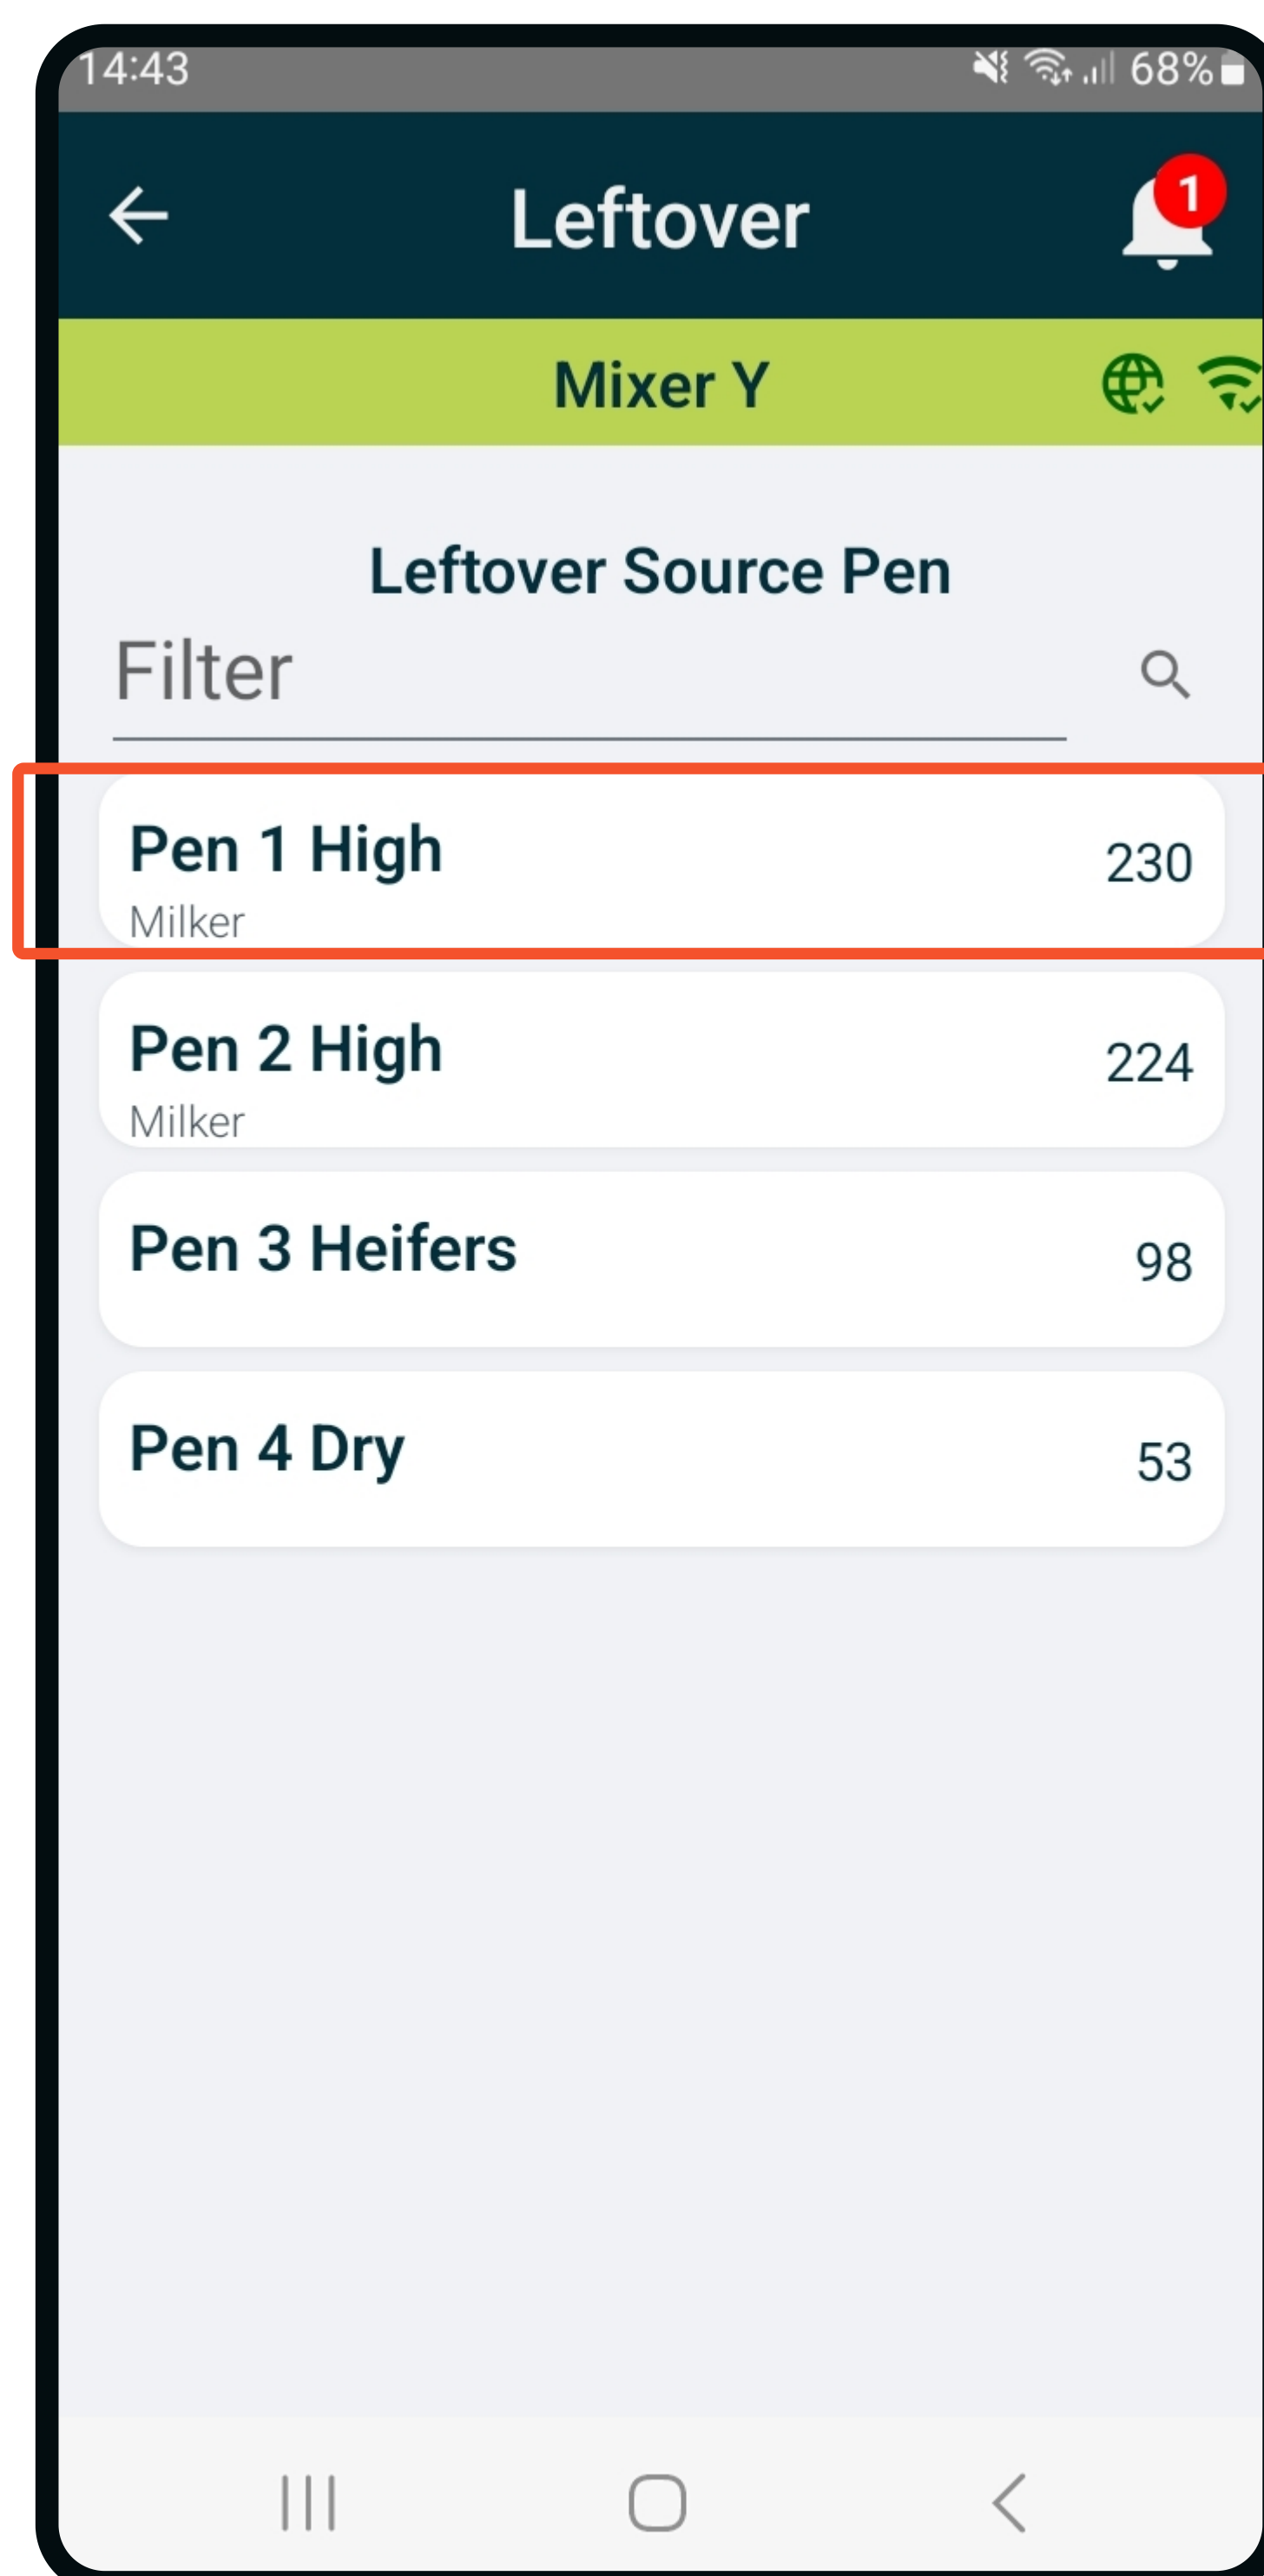 14:43 68%
Leftover 1
Mixer Y
Leftover Source Pen
Filter
Pen 1 High 230
Milker
Pen 2 High 224
Milker
Pen 3 Heifers 98
Pen 4 Dry 53